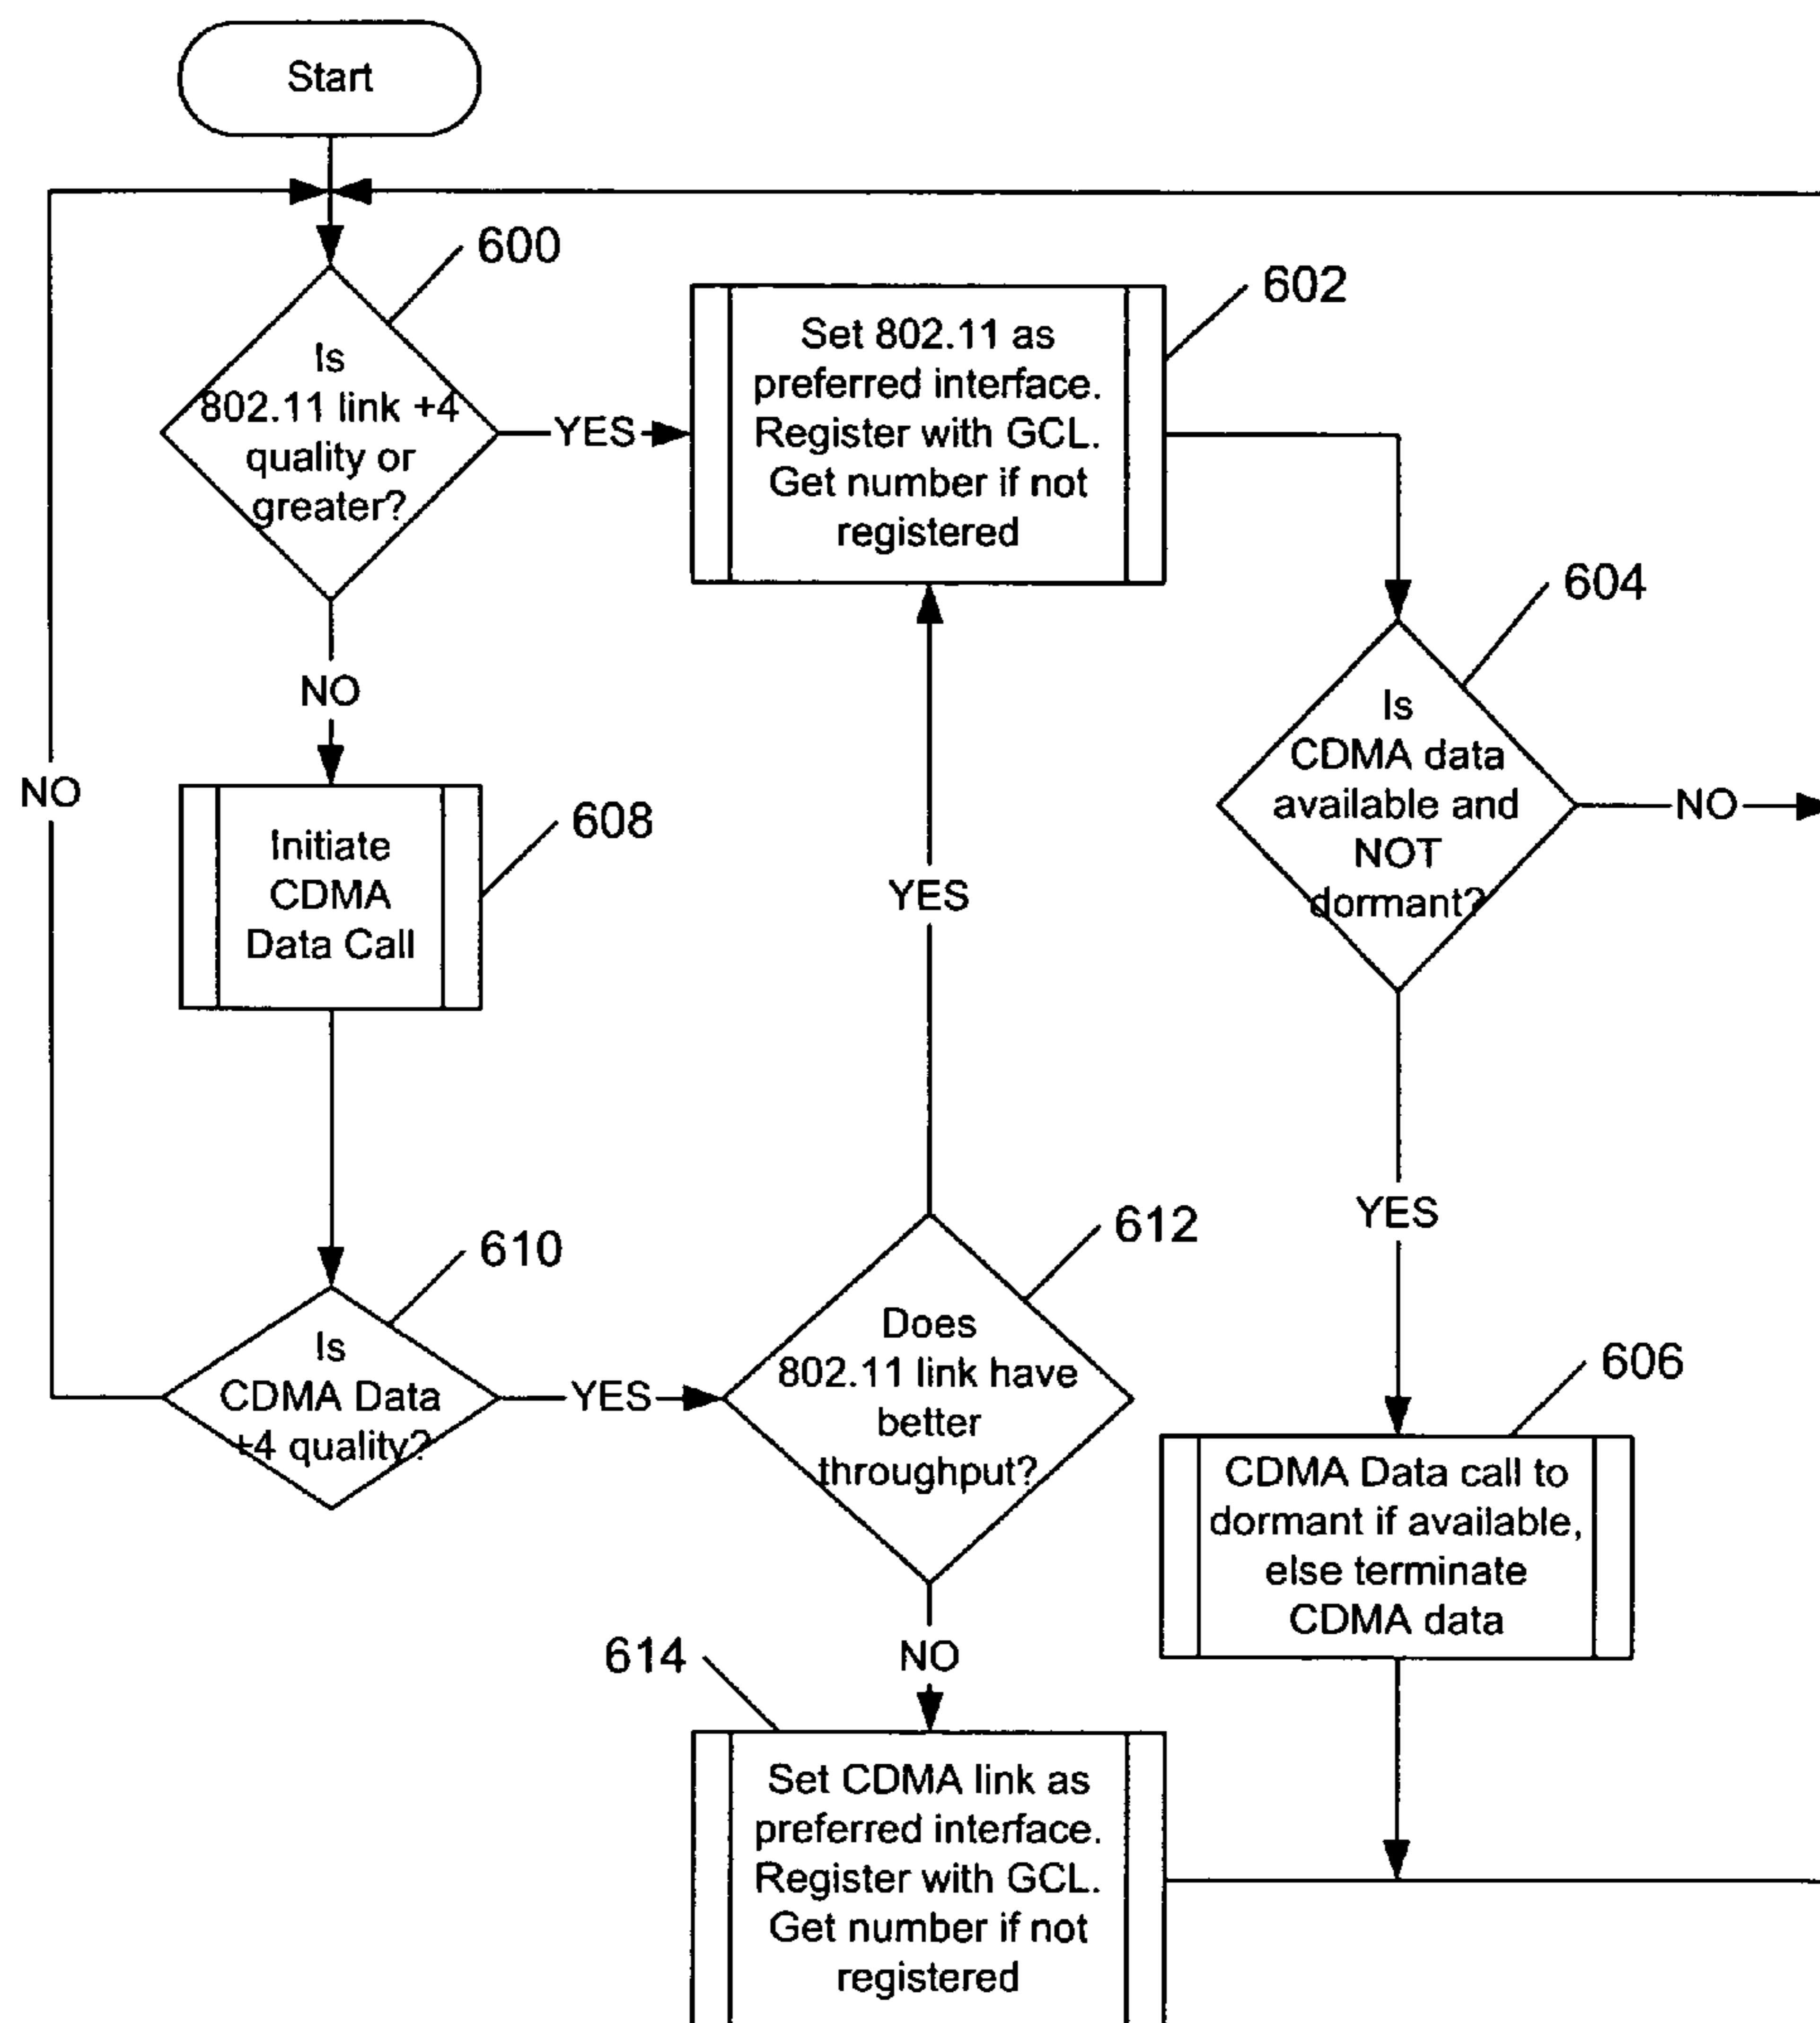 Start
600
Is
802.11 link +4
quality or
greater?
YES
602
Set 802.11 as
preferred interface.
Register with GCL.
Get number if not
registered
604
Is
CDMA data
available and
NOT
dormant?
NO
NO
NO
608
Initiate
CDMA
Data Call
YES
YES
610
Is
CDMA Data
+4 quality?
YES
612
Does
802.11 link have
better
throughput?
606
CDMA Data call to
dormant if available,
else terminate
CDMA data
NO
614
Set CDMA link as
preferred interface.
Register with GCL.
Get number if not
registered